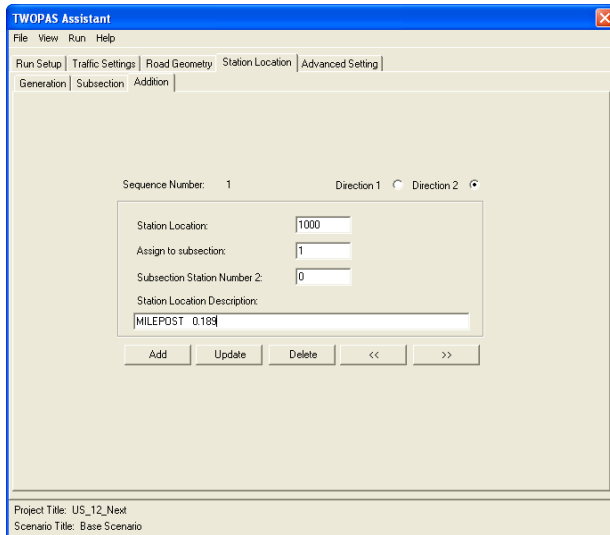 TWOPAS Assistant
File View Run Help
Run Setup Traffic Settings Road Geometry Station Location Advanced Setting
Generation Subsection Addition
Sequence Number: 1 Direction 1 Direction 2
Station Location: 1000
Assign to subsection: 1
Subsection Station Number 2: 0
Station Location Description:
MILEPOST 0.189
Add Update Delete << >>
Project Title: US_12_Next
Scenario Title: Base Scenario